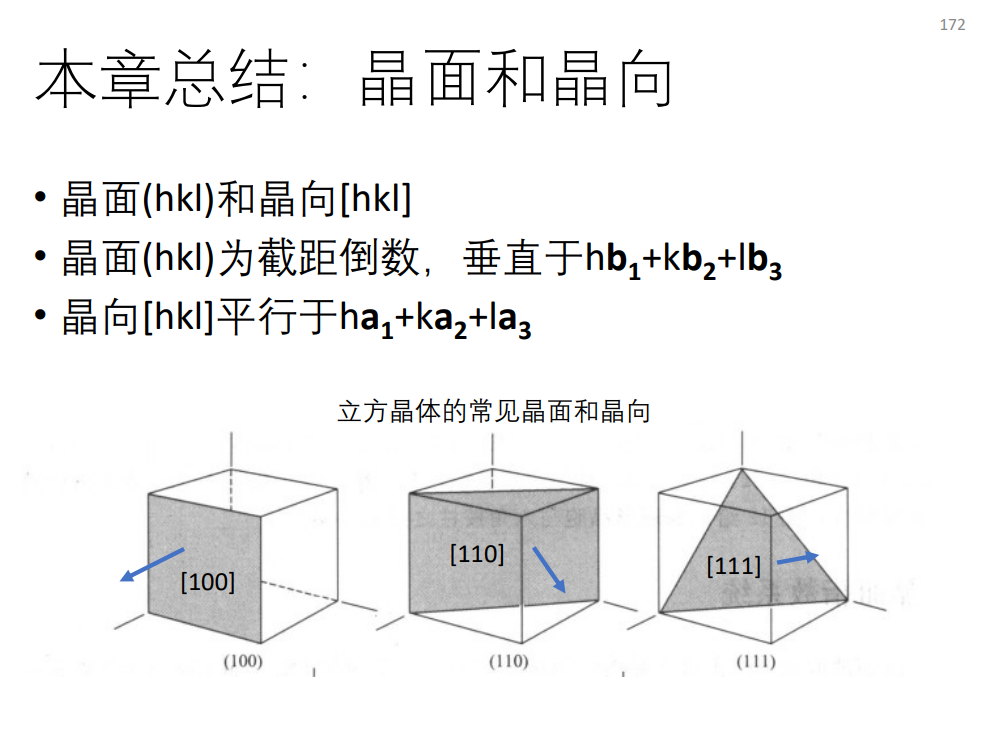 172
本章总结：晶面和晶向
• 晶面(hkl)和晶向[hkl]
• 晶面(hkl)为截距倒数，垂直于hb1+kb2+lb3
• 晶向[hkl]平行于ha1+ka2+la3
立方晶体的常见晶面和晶向
[100]
[110]
[111]
(100)
(110)
(111)